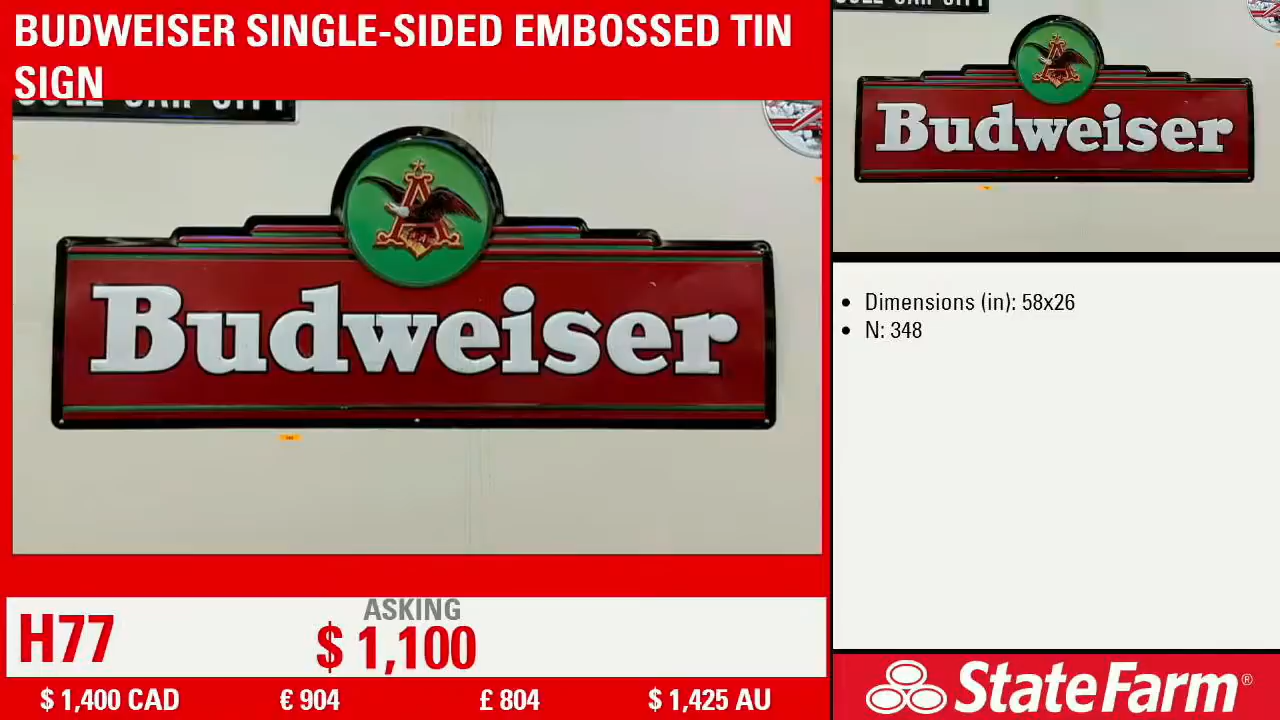 BUDWEISER SINGLE-SIDED EMBOSSED TIN
SIGN
Budweiser
Budweiser
• Dimensions (in): 58x26
• N: 348
H77
ASKING
$ 1,100
$ 1,400 CAD
€ 904
£ 804
$ 1,425 AU
StateFarm®